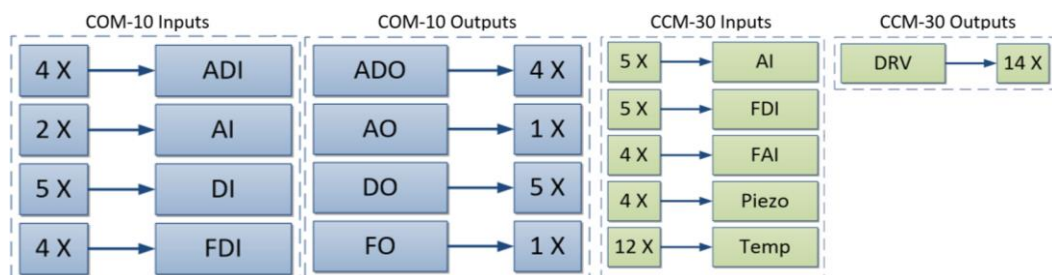 COM-10 Inputs
4 X ADI
2 X AI
5 X DI
4 X FDI
COM-10 Outputs
ADO 4 X
AO 1 X
DO 5 X
FO 1 X
CCM-30 Inputs
5 X AI
5 X FDI
4 X FAI
4 X Piezo
12 X Temp
CCM-30 Outputs
DRV 14 X